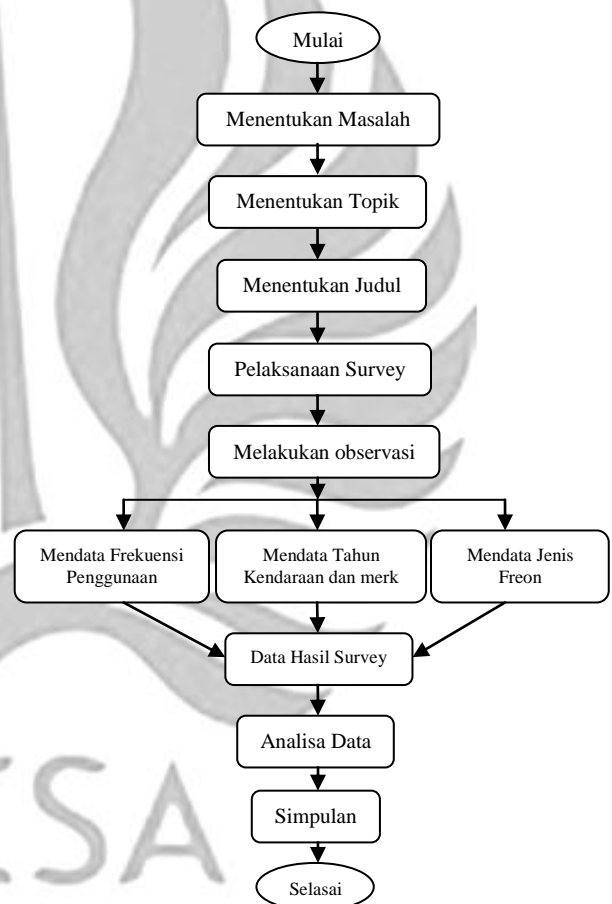 Mulai
Menentukan Masalah
Menentukan Topik
Menentukan Judul
Pelaksanaan Survey
Melakukan observasi
Mendata Frekuensi
Penggunaan
Mendata Tahun
Kendaraan dan merk
Mendata Jenis
Freon
Data Hasil Survey
Analisa Data
Simpulan
Selasai